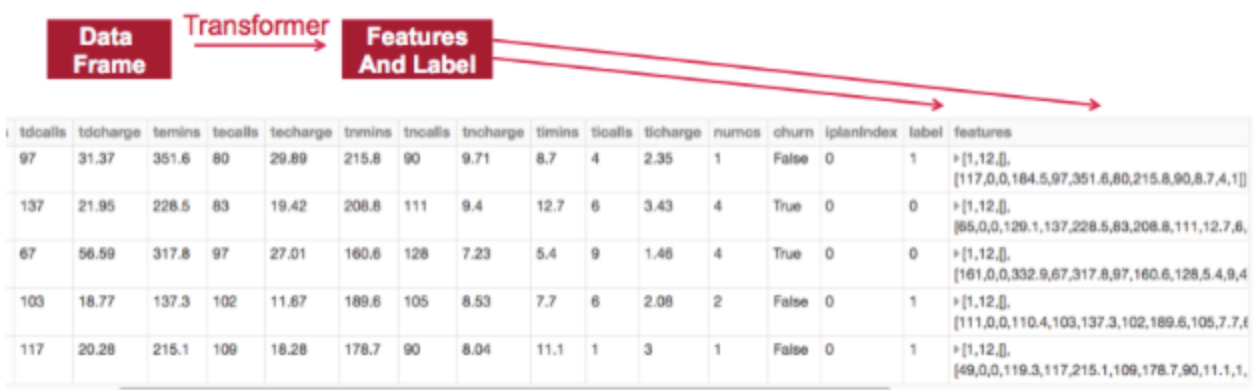 Data
Frame
Transformer
Features
And Label
tdcalls tdcharge temins tecalls techarge tnmins tncalls tncharge timins ticalls ticharge numcs churn iplanIndex label features
97 31.37 351.6 80 29.89 215.8 90 9.71 8.7 4 2.35 1 False 0 1 ▸[1,12,[],
[117,0,0,184.5,97,351.6,80,215.8,90,8.7,4,1]]
137 21.95 228.5 83 19.42 208.8 111 9.4 12.7 6 3.43 4 True 0 0 ▸[1,12,[],
[65,0,0,129.1,137,228.5,83,208.8,111,12.7,6,
67 56.59 317.8 97 27.01 160.6 128 7.23 5.4 9 1.46 4 True 0 0 ▸[1,12,[],
[161,0,0,332.9,67,317.8,97,160.6,128,5.4,9,4
103 18.77 137.3 102 11.67 189.6 105 8.53 7.7 6 2.08 2 False 0 1 ▸[1,12,[],
[111,0,0,110.4,103,137.3,102,189.6,105,7.7,6
117 20.28 215.1 109 18.28 178.7 90 8.04 11.1 1 3 1 False 0 1 ▸[1,12,[],
[49,0,0,119.3,117,215.1,109,178.7,90,11.1,1,